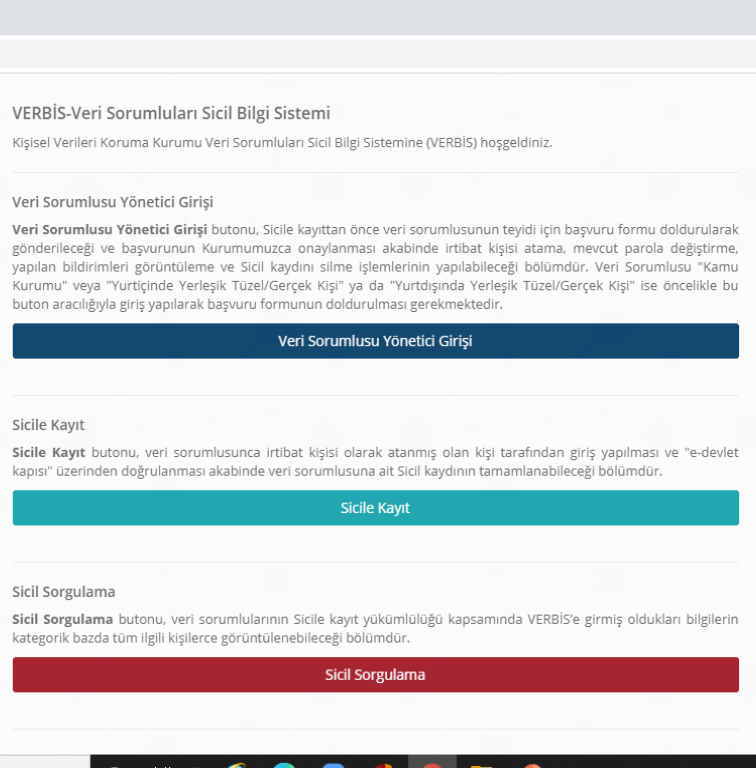 VERBİS-Veri Sorumluları Sicil Bilgi Sistemi
Kişisel Verileri Koruma Kurumu Veri Sorumluları Sicil Bilgi Sistemine (VERBİS) hoşgeldiniz.
Veri Sorumlusu Yönetici Girişi
Veri Sorumlusu Yönetici Girişi butonu, Sicile kayıttan önce veri sorumlusunun teyidi için başvuru formu doldurularak
gönderileceği ve başvurunun Kurumumuzca onaylanması akabinde irtibat kişisi atama, mevcut parola değiştirme,
yapılan bildirimleri görüntüleme ve Sicil kaydını silme işlemlerinin yapılabileceği bölümdür. Veri Sorumlusu "Kamu
Kurumu" veya "Yurtiçinde Yerleşik Tüzel/Gerçek Kişi" ya da "Yurtdışında Yerleşik Tüzel/Gerçek Kişi" ise öncelikle bu
buton aracılığıyla giriş yapılarak başvuru formunun doldurulması gerekmektedir.
Veri Sorumlusu Yönetici Girişi
Sicile Kayıt
Sicile Kayıt butonu, veri sorumlusunca irtibat kişisi olarak atanmış olan kişi tarafından giriş yapılması ve "e-devlet
kapısı" üzerinden doğrulanması akabinde veri sorumlusuna ait Sicil kaydının tamamlanabileceği bölümdür.
Sicile Kayıt
Sicil Sorgulama
Sicil Sorgulama butonu, veri sorumlularının Sicile kayıt yükümlülüğü kapsamında VERBİS'e girmiş oldukları bilgilerin
kategorik bazda tüm ilgili kişilerce görüntülenebileceği bölümdür.
Sicil Sorgulama